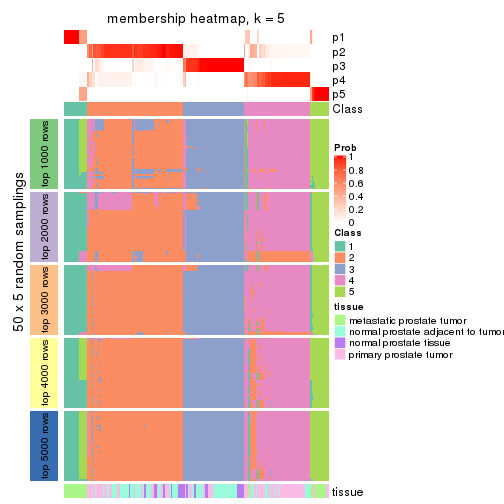 membership heatmap, k = 5
p1
p2
p3
p4
p5
Class
50 x 5 random samplings
top 1000 rows
top 2000 rows
top 3000 rows
top 4000 rows
top 5000 rows
tissue
Prob
1
0.8
0.6
0.4
0.2
0
Class
1
2
3
4
5
tissue
metastatic prostate tumor
normal prostate adjacent to tumor
normal prostate tissue
primary prostate tumor